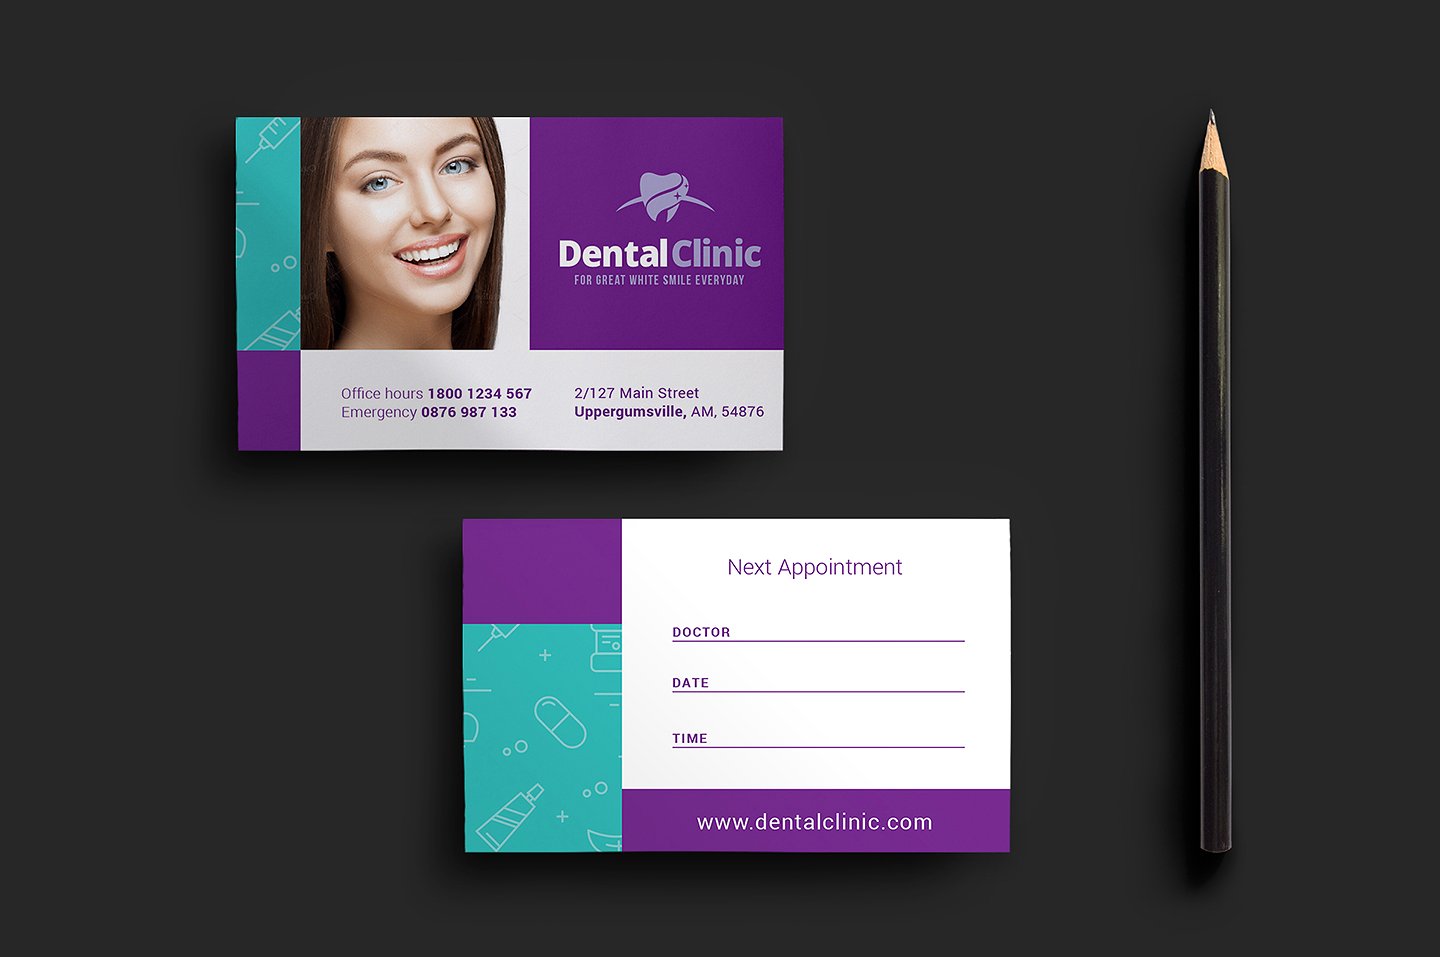 Dental Clinic
FOR GREAT WHITE SMILE EVERYDAY
Office hours 1800 1234 567
Emergency 0876 987 133
2/127 Main Street
Uppergumsville, AM, 54876
Next Appointment
DOCTOR
DATE
TIME
www.dentalclinic.com